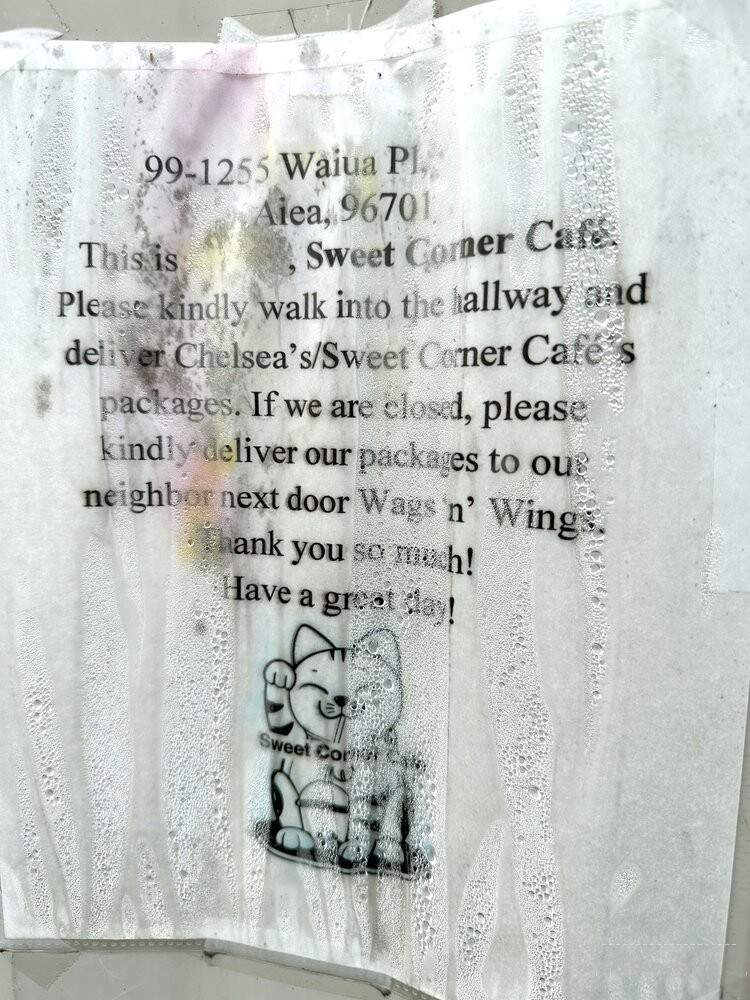 99-1255 Waiua Pl.
Aiea, 96701
This is , Sweet Corner Café.
Please kindly walk into the hallway and
deliver Chelsea's/Sweet Corner Café's
packages. If we are closed, please
kindly deliver our packages to our
neighbor next door Wags 'n' Wings.
Thank you so much!
Have a great day!
Sweet Corner Cafe